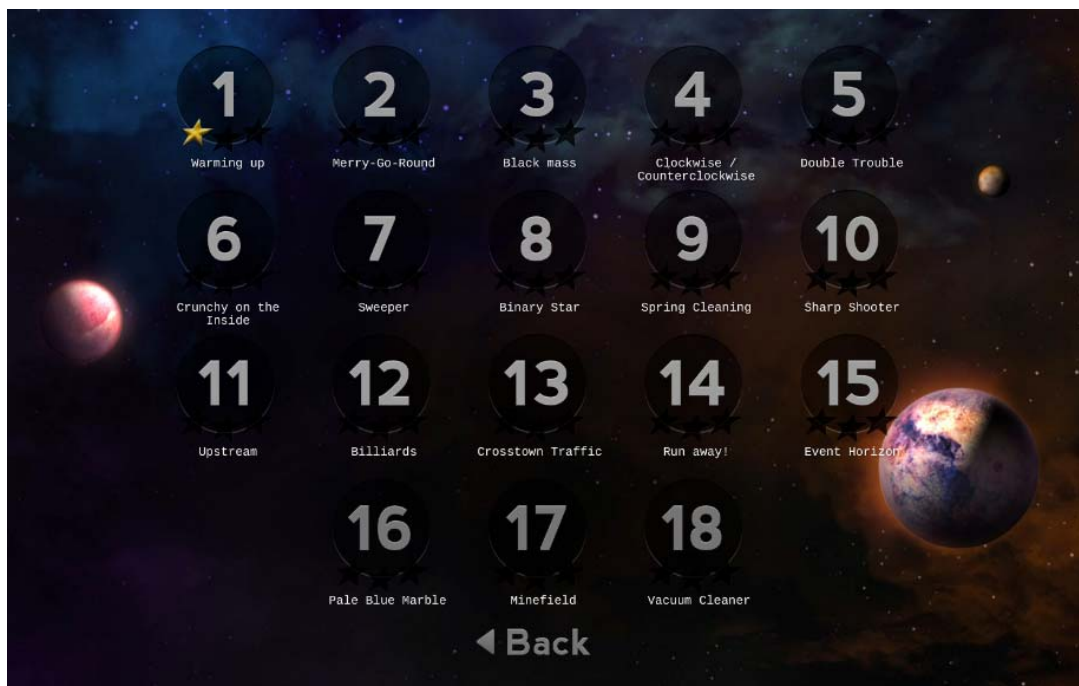 1
2
3
4
5
Warming up
Merry-Go-Round
Black mass
Clockwise /
Counterclockwise
Double Trouble
6
7
8
9
10
Crunchy on the
Inside
Sweeper
Binary Star
Spring Cleaning
Sharp Shooter
11
12
13
14
15
Upstream
Billiards
Crosstown Traffic
Run away!
Event Horizon
16
17
18
Pale Blue Marble
Minefield
Vacuum Cleaner
Back